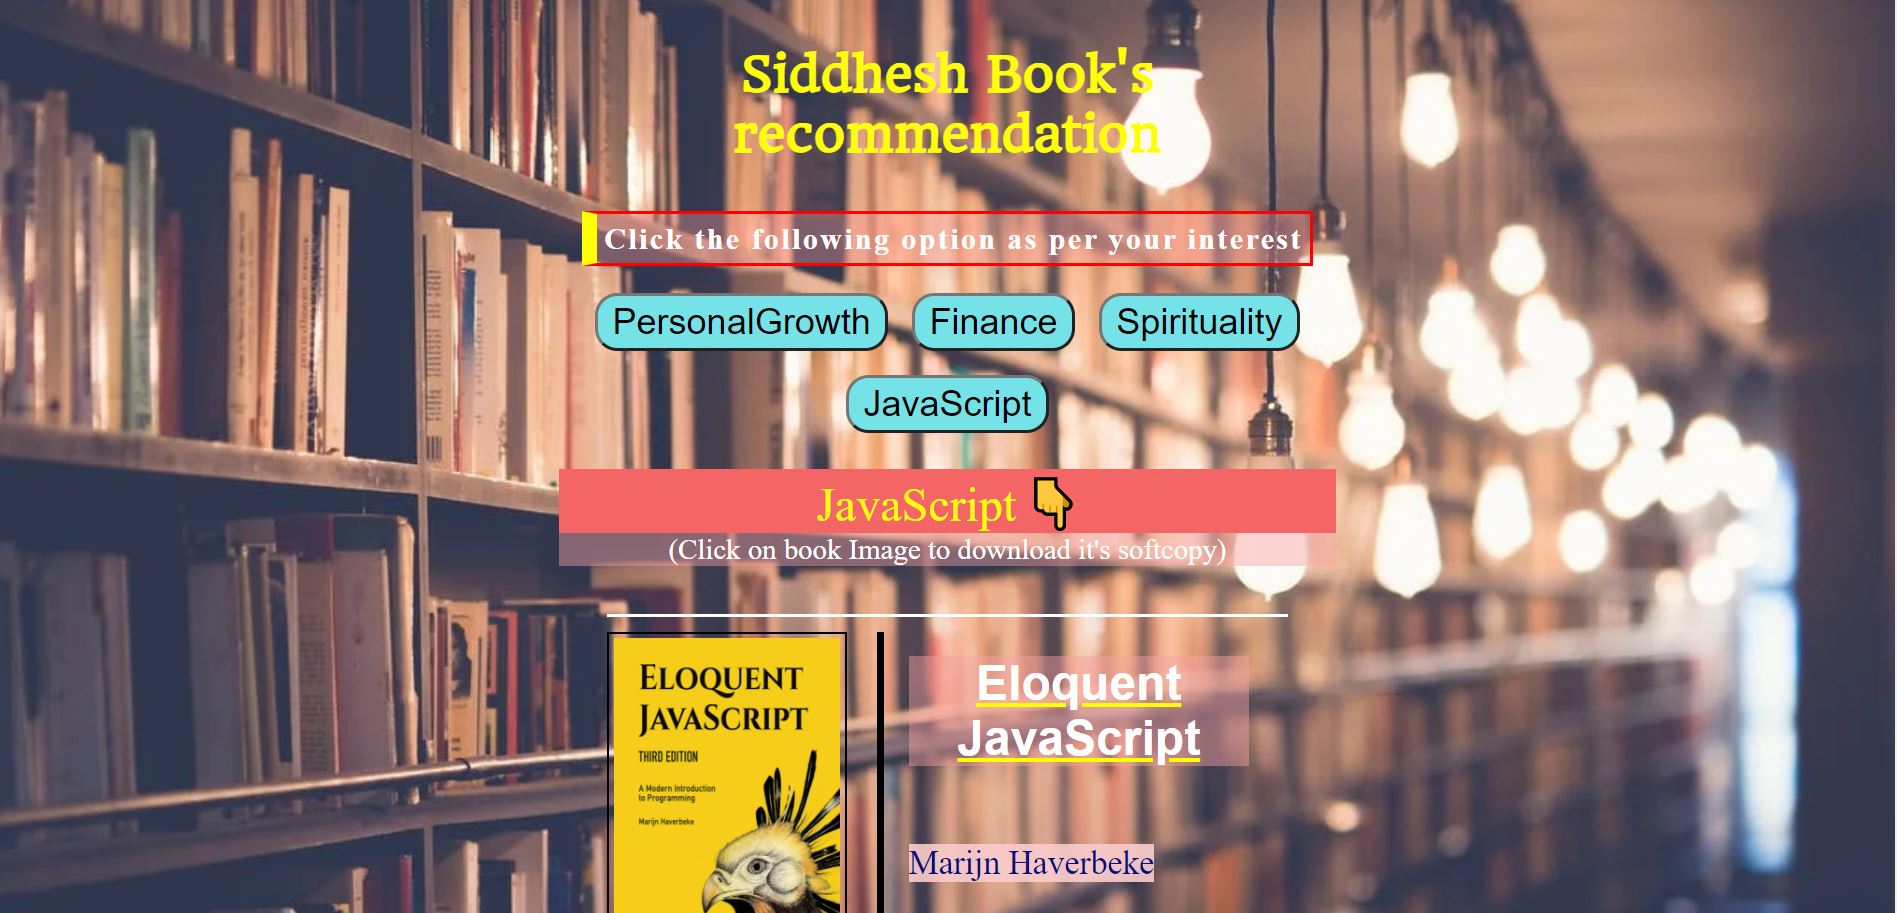 Siddhesh Book's
recommendation
Click the following option as per your interest
PersonalGrowth
Finance
Spirituality
JavaScript
JavaScript 👇
(Click on book Image to download it's softcopy)
ELOQUENT
JAVASCRIPT
THIRD EDITION
A Modern Introduction
to Programming
Marijn Haverbeke
Eloquent
JavaScript
Marijn Haverbeke